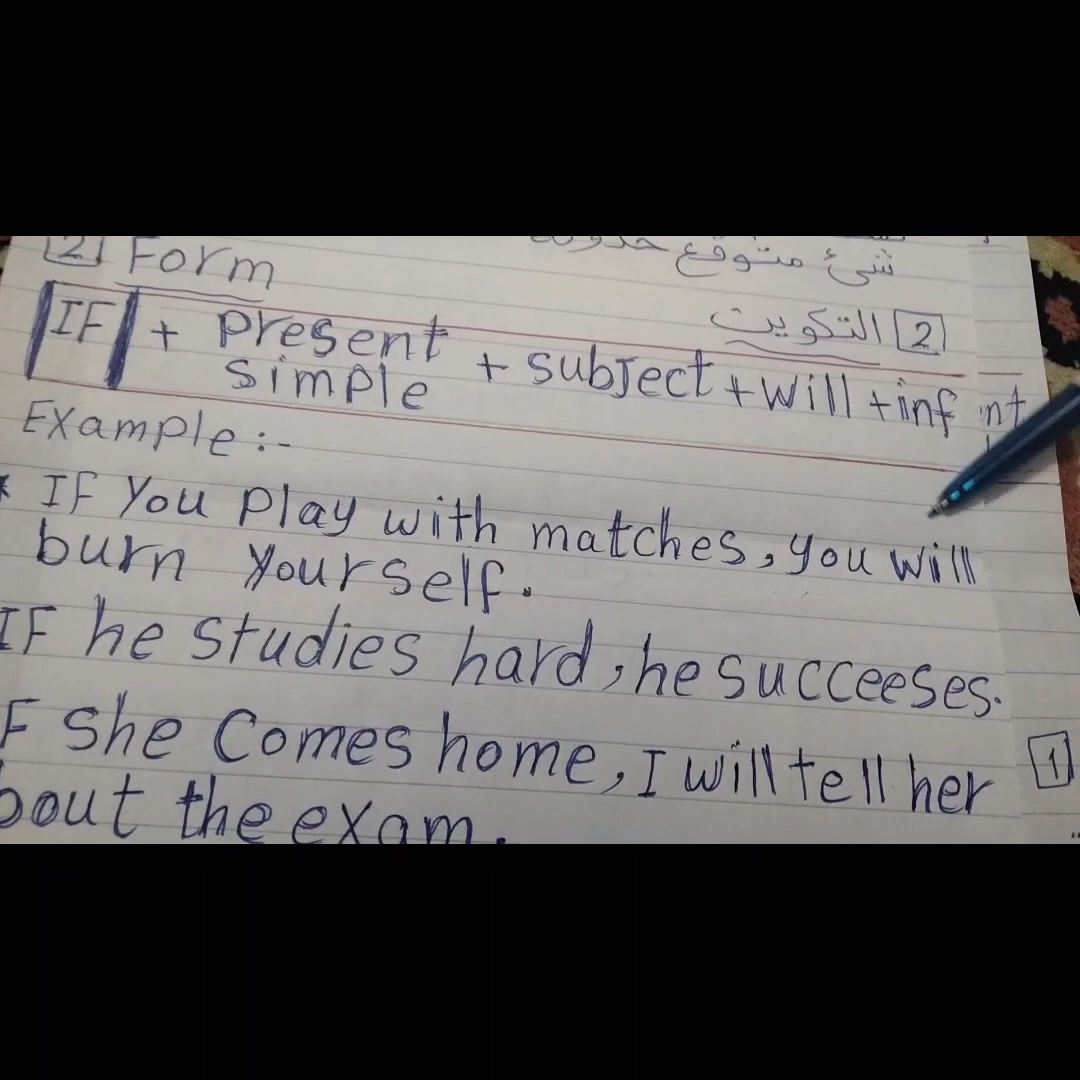 شئ متوقع
[2] Form
[2] التكوين
IF + Present simple + subject + will + inf
Example :-
* IF You Play with matches, you will
burn yourself.
IF he studies hard, he succeeses.
F she comes home, I will tell her
bout the exam.
[1]